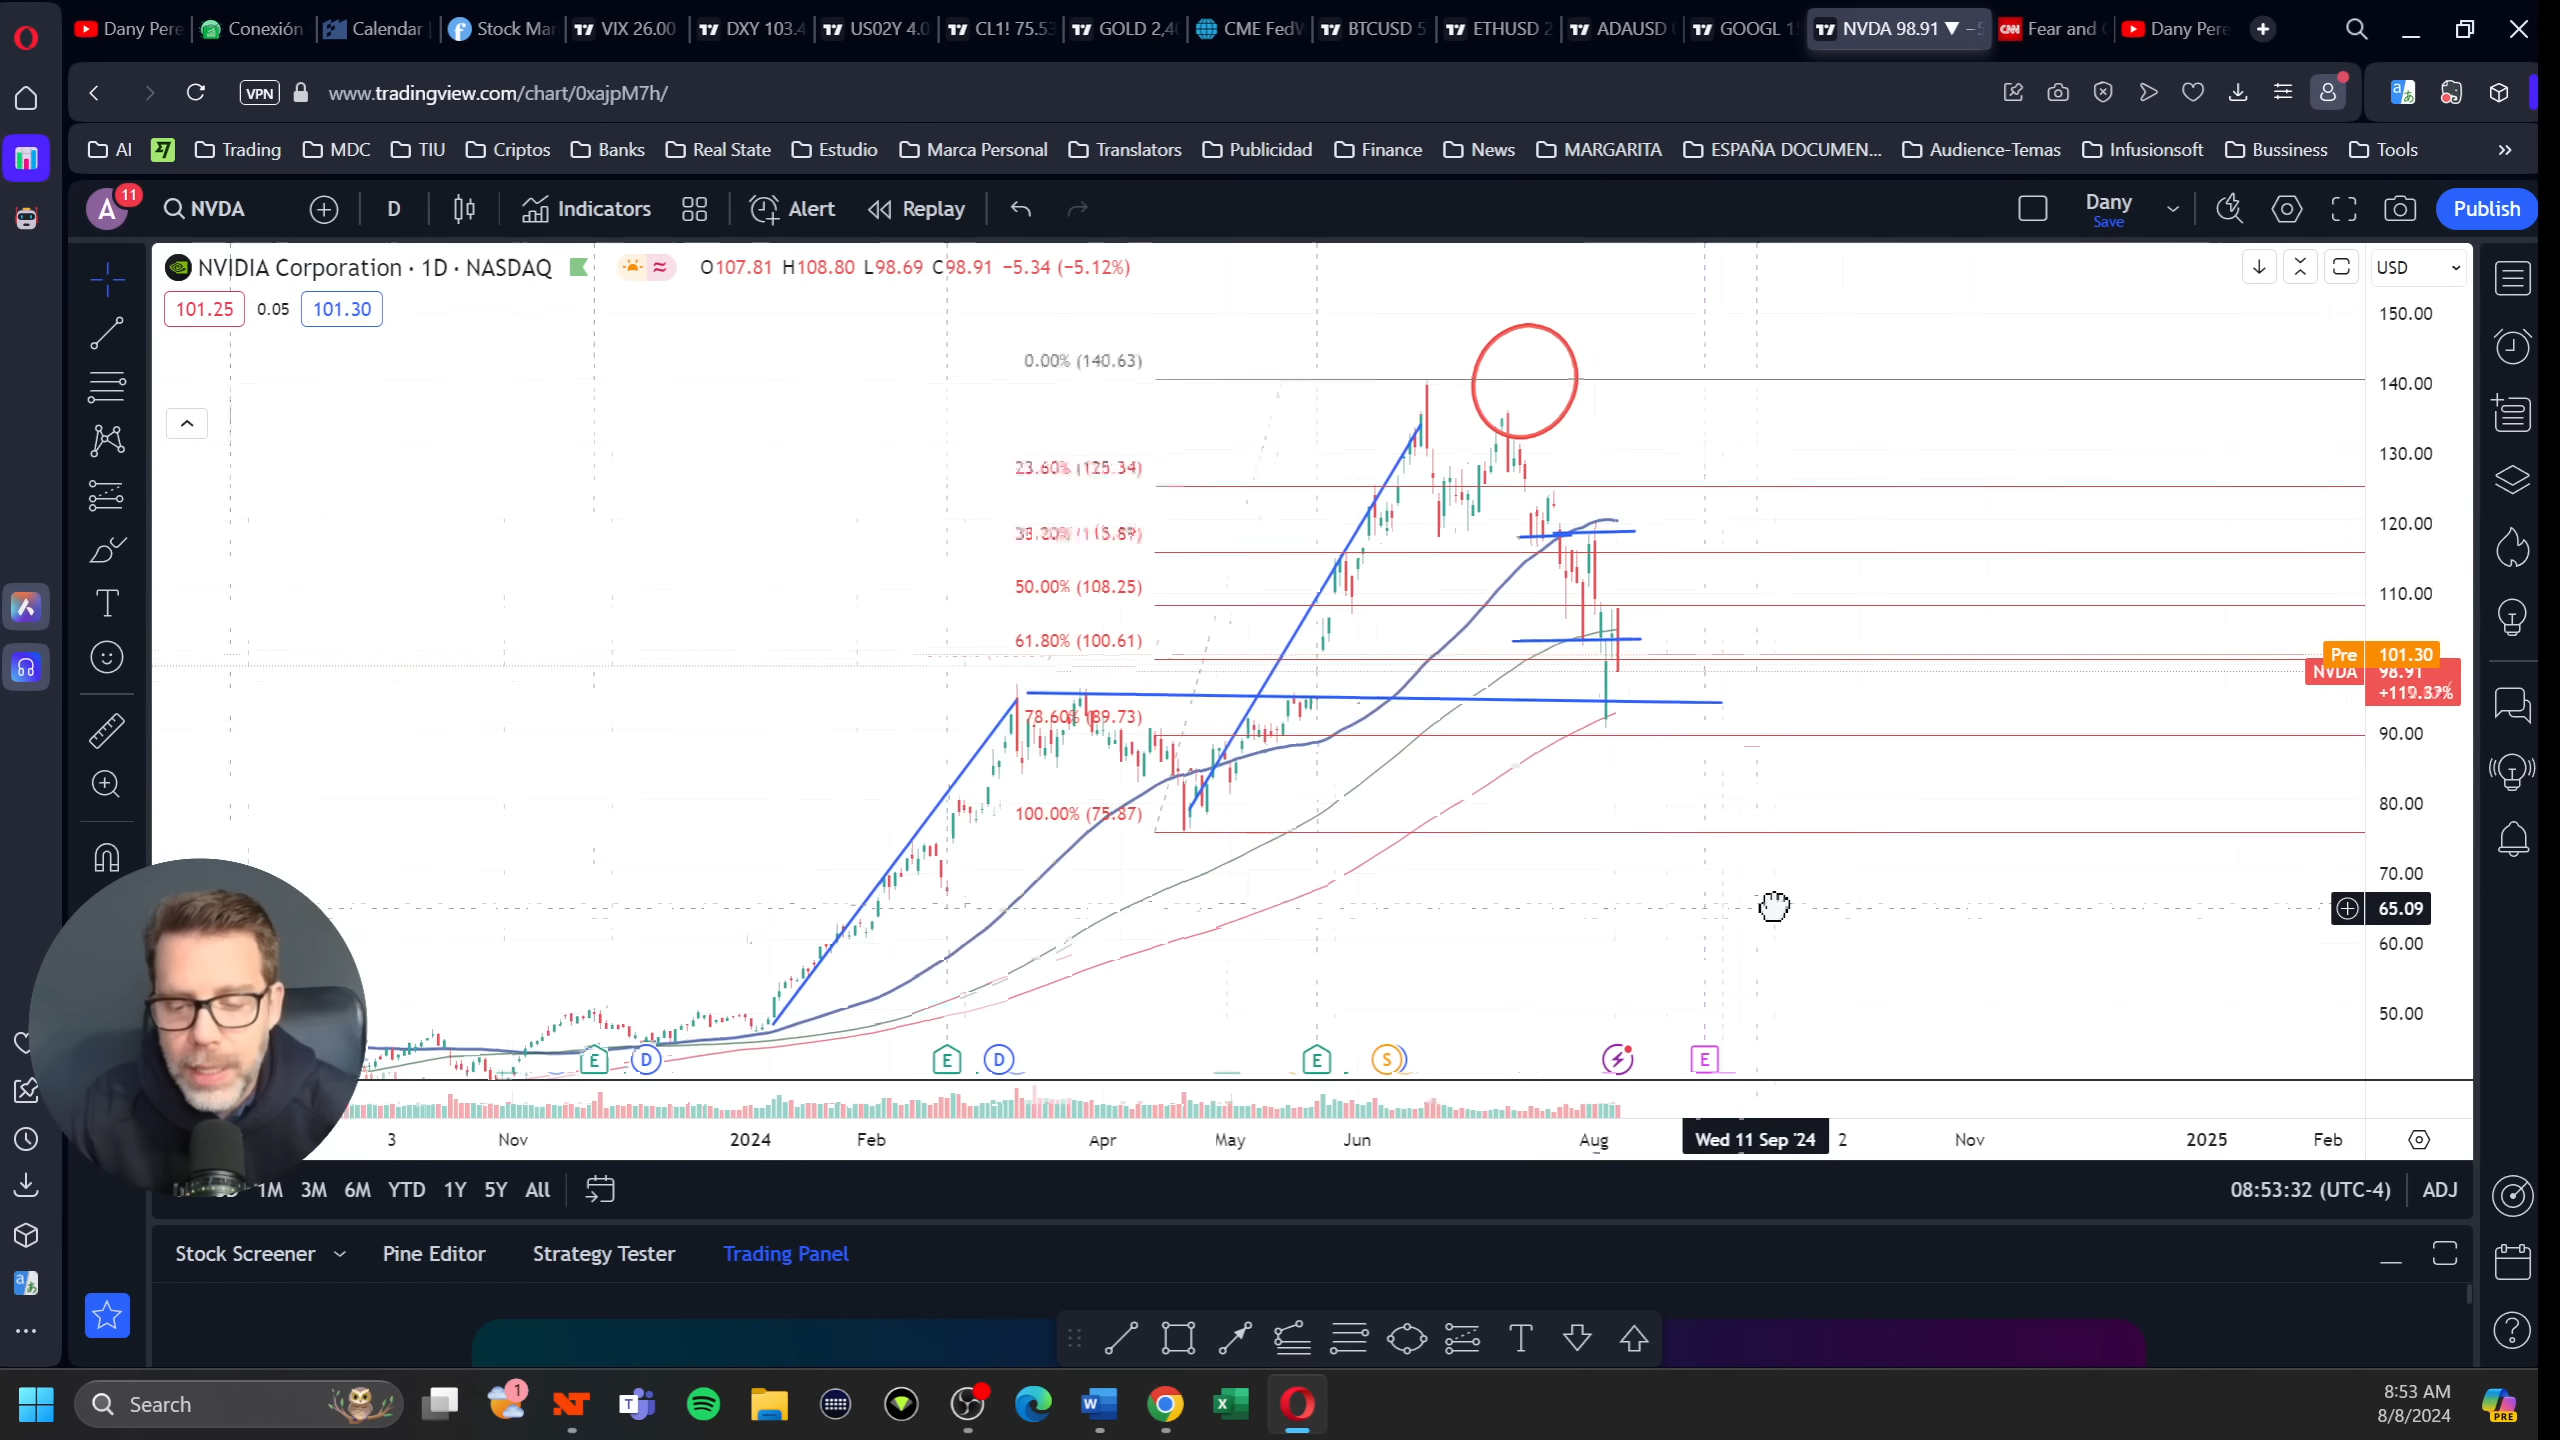 Dany Pere
Conexión
Calendar
Stock Mar
VIX 26.00
DXY 103.4
US02Y 4.0
CL1! 75.53
GOLD 2,4
CME FedW
BTCUSD 5
ETHUSD 2
ADAUSD
GOOGL 1
NVDA 98.91 ▼ −5
CNN Fear and
Dany Pere
VPN
www.tradingview.com/chart/0xajpM7h/
AI
Trading
MDC
TIU
Criptos
Banks
Real State
Estudio
Marca Personal
Translators
Publicidad
Finance
News
MARGARITA
ESPAÑA DOCUMEN...
Audience-Temas
Infusionsoft
Bussiness
Tools
A 11
NVDA
D
Indicators
Alert
Replay
Dany
Save
Publish
NVIDIA Corporation · 1D · NASDAQ
O107.81 H108.80 L98.69 C98.91 −5.34 (−5.12%)
USD
101.25 0.05 101.30
150.00
0.00% (140.63)
140.00
130.00
23.60% (125.34)
120.00
50.00% (108.25)
110.00
61.80% (100.61)
Pre 101.30
NVDA 98.91
78.60% (89.73)
90.00
100.00% (75.87)
80.00
70.00
65.09
60.00
50.00
E D E D E S E
3 Nov 2024 Feb Apr May Jun Aug Wed 11 Sep '24 2 Nov 2025 Feb
1M 3M 6M YTD 1Y 5Y All
08:53:32 (UTC-4) ADJ
Stock Screener
Pine Editor
Strategy Tester
Trading Panel
Search
1
8:53 AM
8/8/2024
PRE